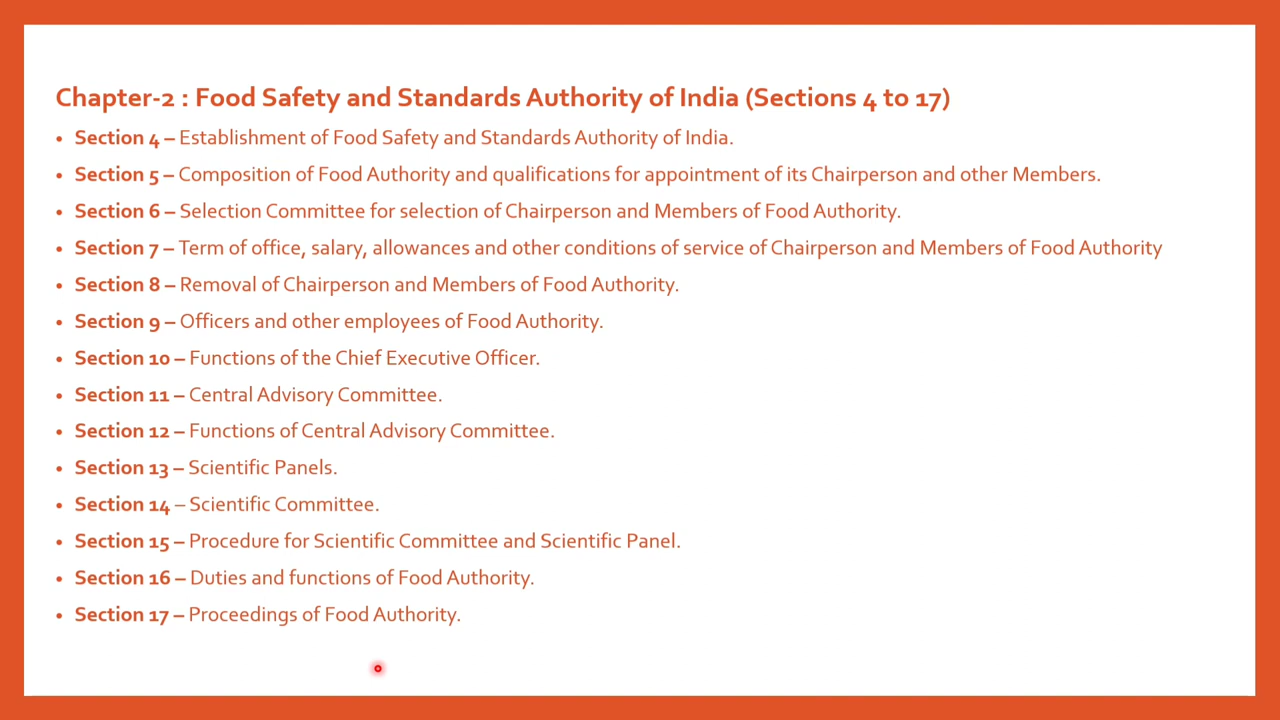 Chapter-2 : Food Safety and Standards Authority of India (Sections 4 to 17)
• Section 4 – Establishment of Food Safety and Standards Authority of India.
• Section 5 – Composition of Food Authority and qualifications for appointment of its Chairperson and other Members.
• Section 6 – Selection Committee for selection of Chairperson and Members of Food Authority.
• Section 7 – Term of office, salary, allowances and other conditions of service of Chairperson and Members of Food Authority
• Section 8 – Removal of Chairperson and Members of Food Authority.
• Section 9 – Officers and other employees of Food Authority.
• Section 10 – Functions of the Chief Executive Officer.
• Section 11 – Central Advisory Committee.
• Section 12 – Functions of Central Advisory Committee.
• Section 13 – Scientific Panels.
• Section 14 – Scientific Committee.
• Section 15 – Procedure for Scientific Committee and Scientific Panel.
• Section 16 – Duties and functions of Food Authority.
• Section 17 – Proceedings of Food Authority.